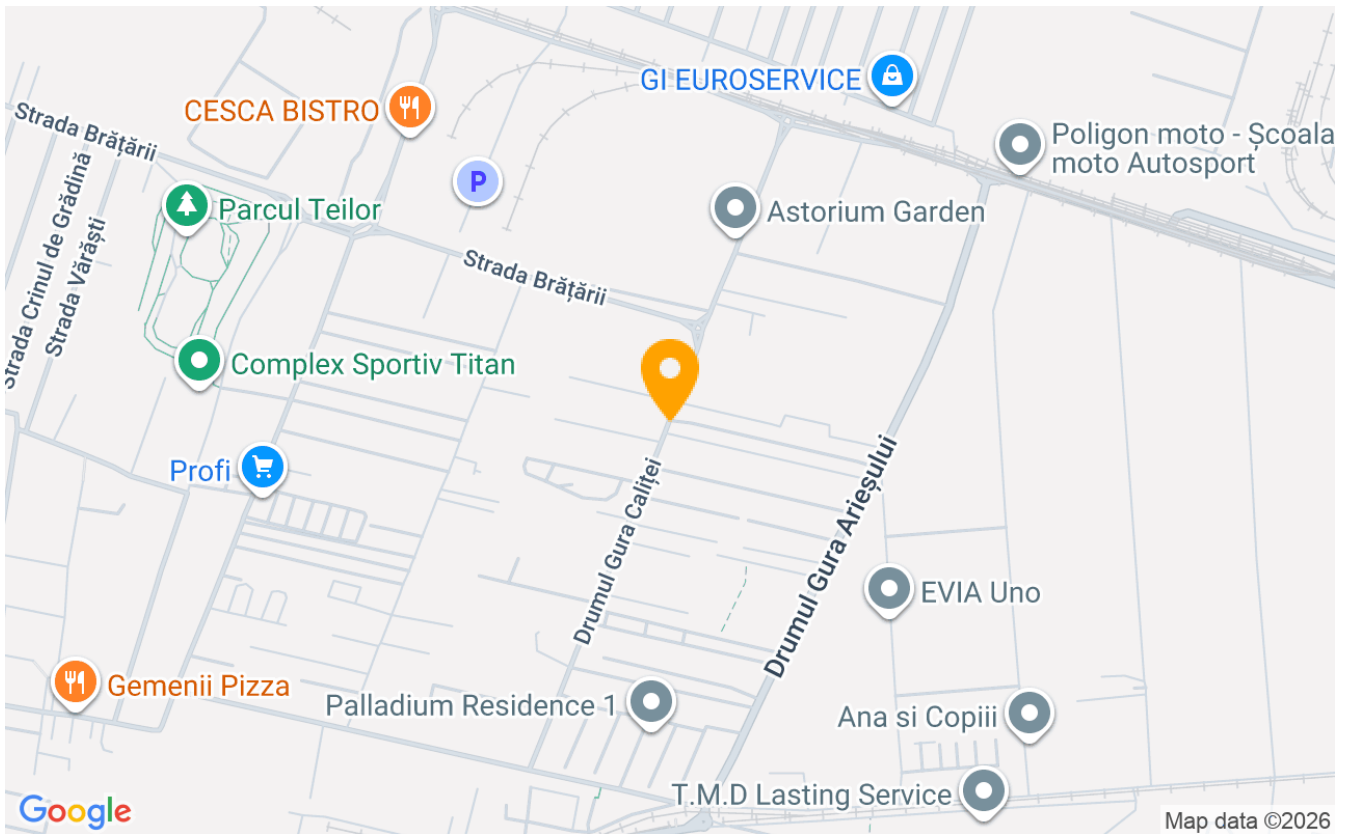 GI EUROSERVICE
CESCA BISTRO
Strada Brățării
Poligon moto - Școala
moto Autosport
P
Parcul Teilor
Astorium Garden
Strada Crinul de Grădină
Strada Vărăști
Strada Brățării
Complex Sportiv Titan
Profi
Drumul Gura Caliței
Drumul Gura Arieșului
EVIA Uno
Gemenii Pizza
Palladium Residence 1
Ana si Copiii
T.M.D Lasting Service
Google
Map data ©2026